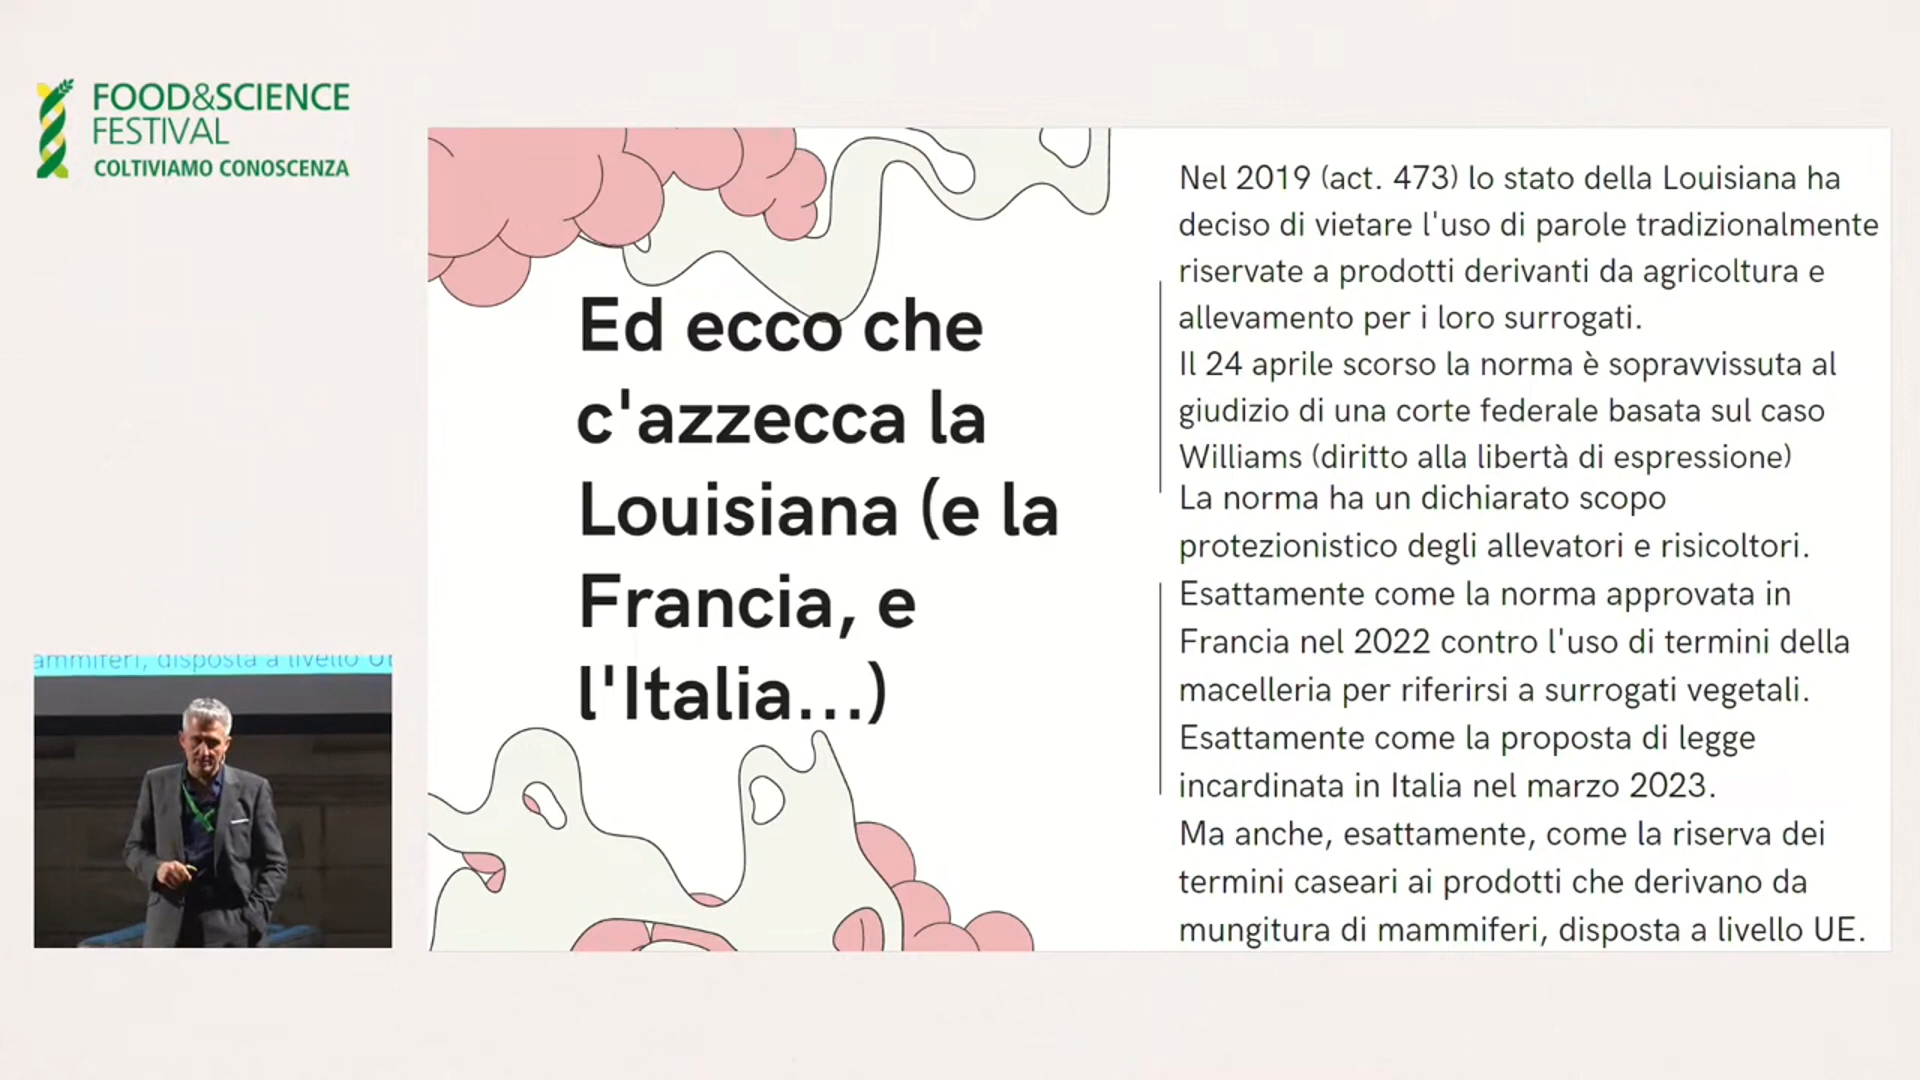 FOOD&SCIENCE
FESTIVAL
COLTIVIAMO CONOSCENZA
Ed ecco che
c'azzecca la
Louisiana (e la
Francia, e
l'Italia...)
Nel 2019 (act. 473) lo stato della Louisiana ha
deciso di vietare l'uso di parole tradizionalmente
riservate a prodotti derivanti da agricoltura e
allevamento per i loro surrogati.
Il 24 aprile scorso la norma è sopravvissuta al
giudizio di una corte federale basata sul caso
Williams (diritto alla libertà di espressione)
La norma ha un dichiarato scopo
protezionistico degli allevatori e risicoltori.
Esattamente come la norma approvata in
Francia nel 2022 contro l'uso di termini della
macelleria per riferirsi a surrogati vegetali.
Esattamente come la proposta di legge
incardinata in Italia nel marzo 2023.
Ma anche, esattamente, come la riserva dei
termini caseari ai prodotti che derivano da
mungitura di mammiferi, disposta a livello UE.
ammiferi, disposta a livello UE